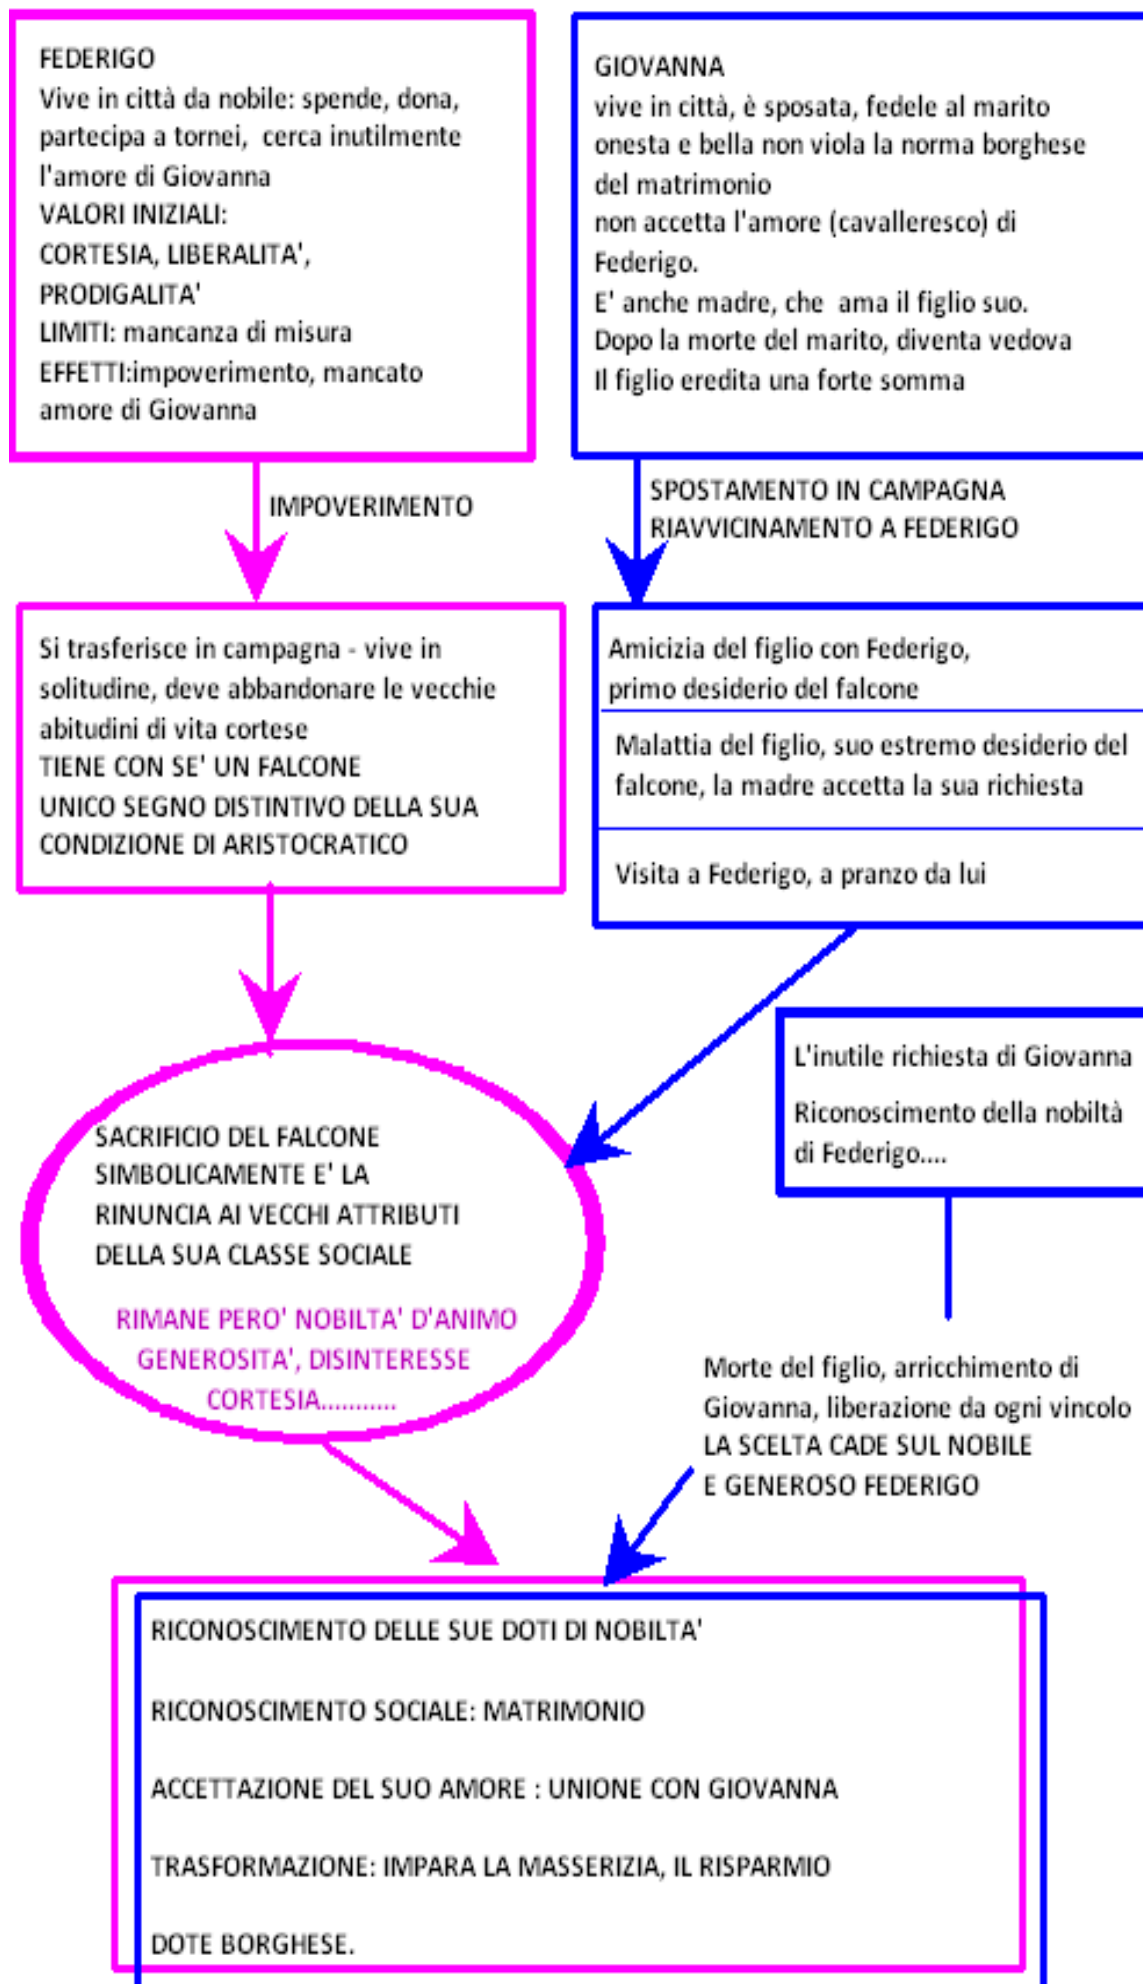 FEDERIGO
Vive in città da nobile: spende, dona,
partecipa a tornei, cerca inutilmente
l'amore di Giovanna
VALORI INIZIALI:
CORTESIA, LIBERALITA',
PRODIGALITA'
LIMITI: mancanza di misura
EFFETTI:impoverimento, mancato
amore di Giovanna
GIOVANNA
vive in città, è sposata, fedele al marito
onesta e bella non viola la norma borghese
del matrimonio
non accetta l'amore (cavalleresco) di
Federigo.
E' anche madre, che ama il figlio suo.
Dopo la morte del marito, diventa vedova
Il figlio eredita una forte somma
IMPOVERIMENTO
SPOSTAMENTO IN CAMPAGNA
RIAVVICINAMENTO A FEDERIGO
Si trasferisce in campagna - vive in
solitudine, deve abbandonare le vecchie
abitudini di vita cortese
TIENE CON SE' UN FALCONE
UNICO SEGNO DISTINTIVO DELLA SUA
CONDIZIONE DI ARISTOCRATICO
Amicizia del figlio con Federigo,
primo desiderio del falcone
Malattia del figlio, suo estremo desiderio del
falcone, la madre accetta la sua richiesta
Visita a Federigo, a pranzo da lui
L'inutile richiesta di Giovanna
Riconoscimento della nobiltà
di Federigo....
SACRIFICIO DEL FALCONE
SIMBOLICAMENTE E' LA
RINUNCIA AI VECCHI ATTRIBUTI
DELLA SUA CLASSE SOCIALE
RIMANE PERO' NOBILTA' D'ANIMO
GENEROSITA', DISINTERESSE
CORTESIA...........
Morte del figlio, arricchimento di
Giovanna, liberazione da ogni vincolo
LA SCELTA CADE SUL NOBILE
E GENEROSO FEDERIGO
RICONOSCIMENTO DELLE SUE DOTI DI NOBILTA'
RICONOSCIMENTO SOCIALE: MATRIMONIO
ACCETTAZIONE DEL SUO AMORE : UNIONE CON GIOVANNA
TRASFORMAZIONE: IMPARA LA MASSERIZIA, IL RISPARMIO
DOTE BORGHESE.